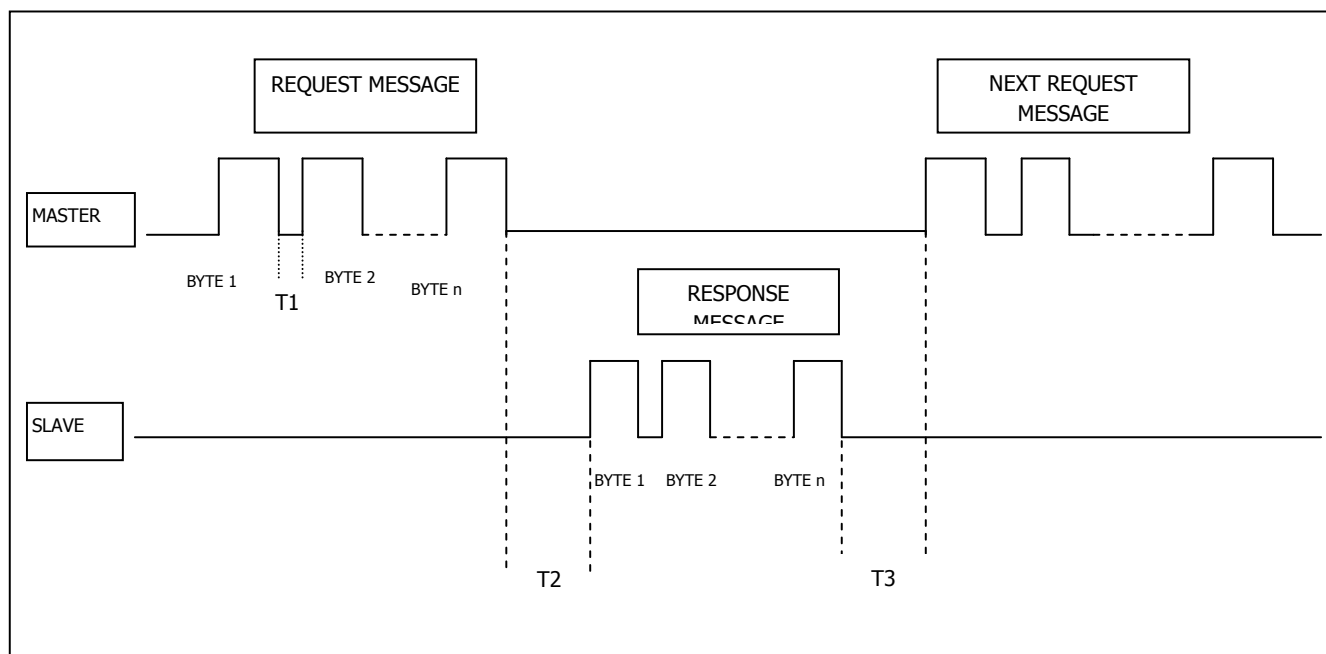 REQUEST MESSAGE
NEXT REQUEST
MESSAGE
MASTER
BYTE 1
T1
BYTE 2
BYTE n
RESPONSE
MESSAGE
SLAVE
BYTE 1
BYTE 2
BYTE n
T2
T3